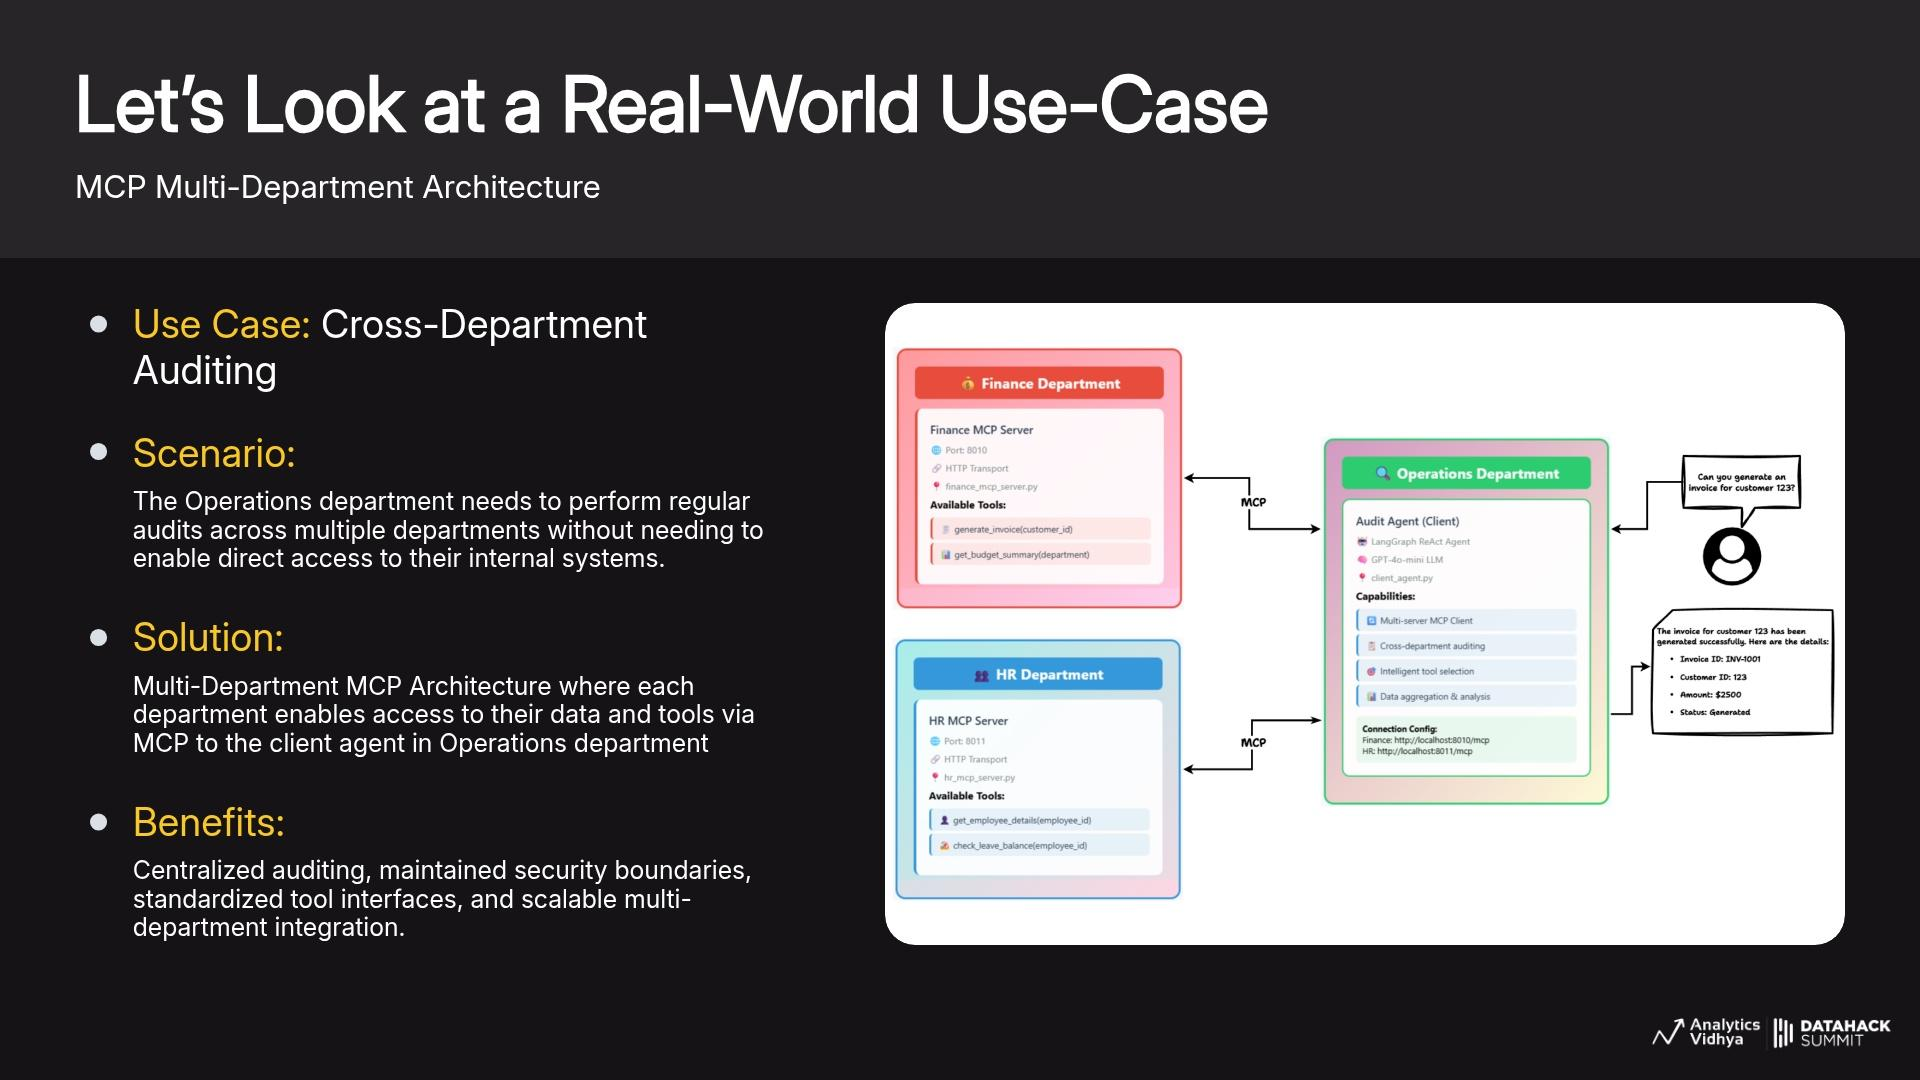 Let's Look at a Real-World Use-Case
MCP Multi-Department Architecture
Use Case: Cross-Department
Auditing
Scenario:
The Operations department needs to perform regular
audits across multiple departments without needing to
enable direct access to their internal systems.
Solution:
Multi-Department MCP Architecture where each
department enables access to their data and tools via
MCP to the client agent in Operations department
Benefits:
Centralized auditing, maintained security boundaries,
standardized tool interfaces, and scalable multi-
department integration.
Finance Department
Finance MCP Server
Port: 8010
HTTP Transport
finance_mcp_server.py
Available Tools:
generate_invoice(customer_id)
get_budget_summary(department)
HR Department
HR MCP Server
Port: 8011
HTTP Transport
hr_mcp_server.py
Available Tools:
get_employee_details(employee_id)
check_leave_balance(employee_id)
MCP
MCP
Operations Department
Audit Agent (Client)
LangGraph ReAct Agent
GPT-4o-mini LLM
client_agent.py
Capabilities:
Multi-server MCP Client
Cross-department auditing
Intelligent tool selection
Data aggregation & analysis
Connection Config:
Finance: http://localhost:8010/mcp
HR: http://localhost:8011/mcp
Can you generate an
invoice for customer 123?
The invoice for customer 123 has been
generated successfully. Here are the details:
• Invoice ID: INV-1001
• Customer ID: 123
• Amount: $2500
• Status: Generated
Analytics
Vidhya
DATAHACK
SUMMIT